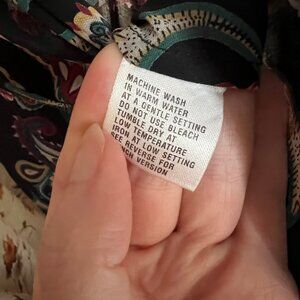 MACHINE WASH
IN WARM WATER
AT A GENTLE SETTING
DO NOT USE BLEACH
TUMBLE DRY AT
LOW TEMPERATURE
IRON AT LOW SETTING
SEE REVERSE FOR
VERSION